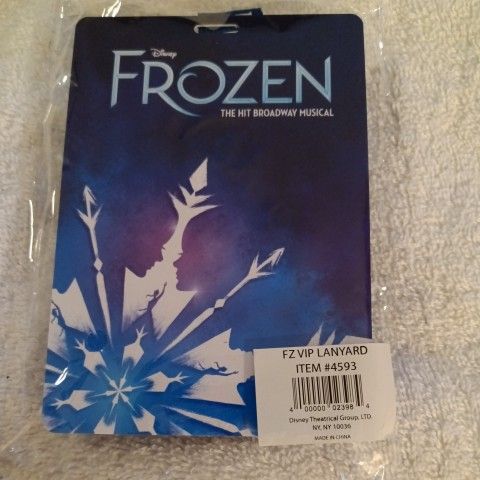 Disney
FROZEN
THE HIT BROADWAY MUSICAL
FZ VIP LANYARD
ITEM #4593
4 00000 02398 4
Disney Theatrical Group, LTD.
NY, NY 10036
MADE IN CHINA